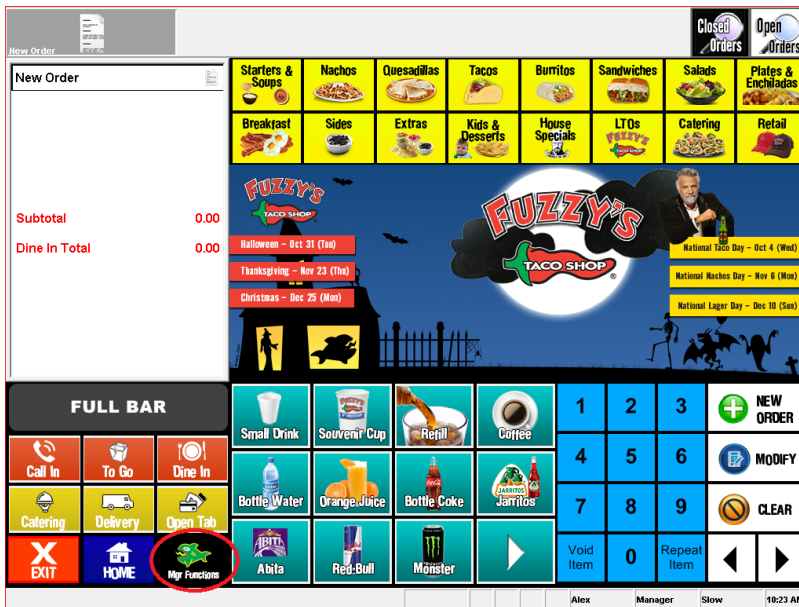 New Order
Closed
Orders
Open
Orders
New Order
Subtotal 0.00
Dine In Total 0.00
Starters &
Soups
Nachos
Quesadillas
Tacos
Burritos
Sandwiches
Salads
Plates &
Enchiladas
Breakfast
Sides
Extras
Kids &
Desserts
House
Specials
LTOs
FUZZY'S
Catering
Retail
FUZZY'S
TACO SHOP
Halloween - Oct 31 (Tue)
Thanksgiving - Nov 23 (Thu)
Christmas - Dec 25 (Mon)
FUZZY'S
TACO SHOP®
National Taco Day - Oct 4 (Wed)
National Nachos Day - Nov 6 (Mon)
National Lager Day - Dec 10 (Sun)
FULL BAR
Call In
To Go
Dine In
Catering
Delivery
Open Tab
X
EXIT
HOME
Mgr Functions
Small Drink
Souvenir Cup
Refill
Coffee
Bottle Water
Orange Juice
Bottle Coke
JARRITOS
Jarritos
ABITA
Abita
Red Bull
Monster
1 2 3
4 5 6
7 8 9
Void
Item
0
Repeat
Item
NEW
ORDER
MODIFY
CLEAR
Alex Manager Slow 10:23 AM